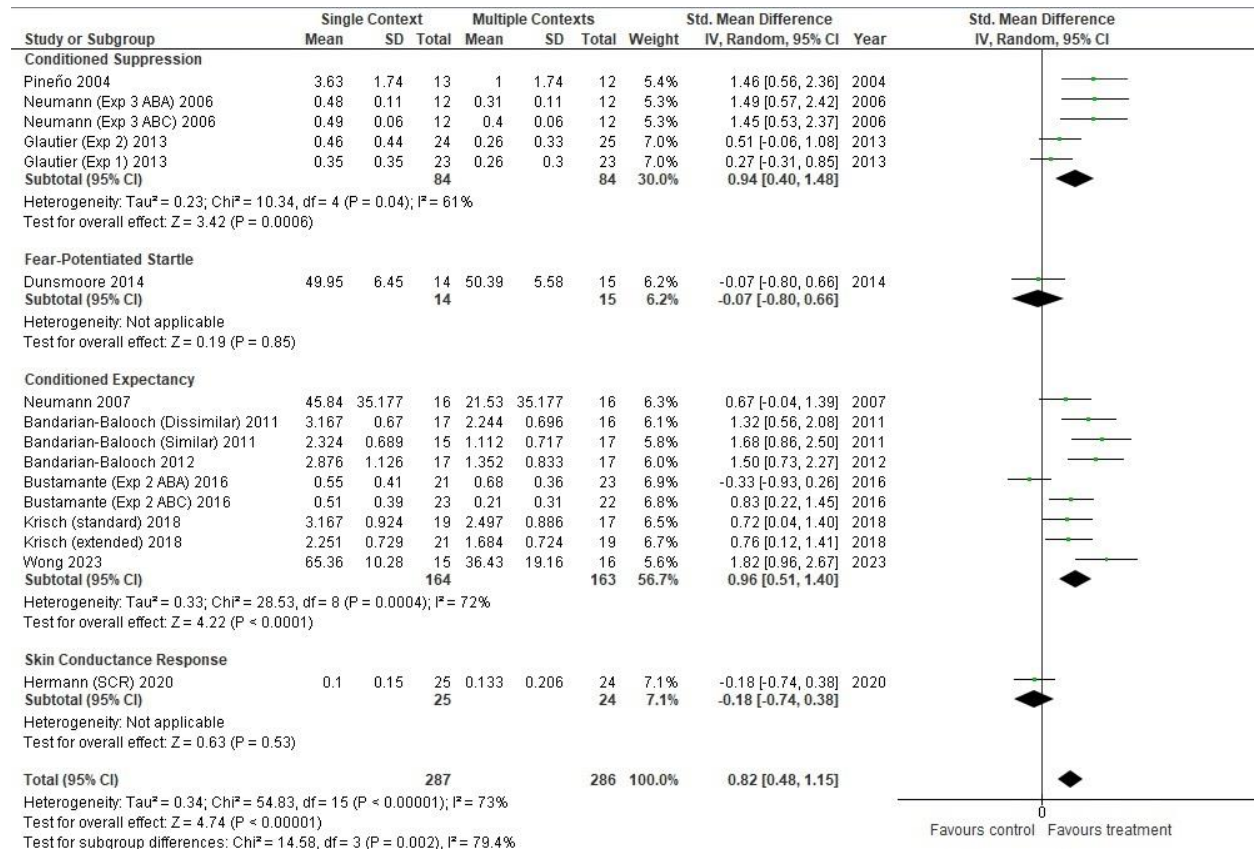 Single Context Multiple Contexts Std. Mean Difference Std. Mean Difference
Study or Subgroup Mean SD Total Mean SD Total Weight IV, Random, 95% CI Year IV, Random, 95% CI
Conditioned Suppression
Pineño 2004 3.63 1.74 13 1 1.74 12 5.4% 1.46 [0.56, 2.36] 2004
Neumann (Exp 3 ABA) 2006 0.48 0.11 12 0.31 0.11 12 5.3% 1.49 [0.57, 2.42] 2006
Neumann (Exp 3 ABC) 2006 0.49 0.06 12 0.4 0.06 12 5.3% 1.45 [0.53, 2.37] 2006
Glautier (Exp 2) 2013 0.46 0.44 24 0.26 0.33 25 7.0% 0.51 [-0.06, 1.08] 2013
Glautier (Exp 1) 2013 0.35 0.35 23 0.26 0.3 23 7.0% 0.27 [-0.31, 0.85] 2013
Subtotal (95% CI) 84 84 30.0% 0.94 [0.40, 1.48]
Heterogeneity: Tau² = 0.23; Chi² = 10.34, df = 4 (P = 0.04); I² = 61%
Test for overall effect: Z = 3.42 (P = 0.0006)
Fear-Potentiated Startle
Dunsmoore 2014 49.95 6.45 14 50.39 5.58 15 6.2% -0.07 [-0.80, 0.66] 2014
Subtotal (95% CI) 14 15 6.2% -0.07 [-0.80, 0.66]
Heterogeneity: Not applicable
Test for overall effect: Z = 0.19 (P = 0.85)
Conditioned Expectancy
Neumann 2007 45.84 35.177 16 21.53 35.177 16 6.3% 0.67 [-0.04, 1.39] 2007
Bandarian-Balooch (Dissimilar) 2011 3.167 0.67 17 2.244 0.696 16 6.1% 1.32 [0.56, 2.08] 2011
Bandarian-Balooch (Similar) 2011 2.324 0.689 15 1.112 0.717 17 5.8% 1.68 [0.86, 2.50] 2011
Bandarian-Balooch 2012 2.876 1.126 17 1.352 0.833 17 6.0% 1.50 [0.73, 2.27] 2012
Bustamante (Exp 2 ABA) 2016 0.55 0.41 21 0.68 0.36 23 6.9% -0.33 [-0.93, 0.26] 2016
Bustamante (Exp 2 ABC) 2016 0.51 0.39 23 0.21 0.31 22 6.8% 0.83 [0.22, 1.45] 2016
Krisch (standard) 2018 3.167 0.924 19 2.497 0.886 17 6.5% 0.72 [0.04, 1.40] 2018
Krisch (extended) 2018 2.251 0.729 21 1.684 0.724 19 6.7% 0.76 [0.12, 1.41] 2018
Wong 2023 65.36 10.28 15 36.43 19.16 16 5.6% 1.82 [0.96, 2.67] 2023
Subtotal (95% CI) 164 163 56.7% 0.96 [0.51, 1.40]
Heterogeneity: Tau² = 0.33; Chi² = 28.53, df = 8 (P = 0.0004); I² = 72%
Test for overall effect: Z = 4.22 (P < 0.0001)
Skin Conductance Response
Hermann (SCR) 2020 0.1 0.15 25 0.133 0.206 24 7.1% -0.18 [-0.74, 0.38] 2020
Subtotal (95% CI) 25 24 7.1% -0.18 [-0.74, 0.38]
Heterogeneity: Not applicable
Test for overall effect: Z = 0.63 (P = 0.53)
Total (95% CI) 287 286 100.0% 0.82 [0.48, 1.15]
Heterogeneity: Tau² = 0.34; Chi² = 54.83, df = 15 (P < 0.00001); I² = 73%
0
Test for overall effect: Z = 4.74 (P < 0.00001)
Favours control Favours treatment
Test for subgroup differences: Chi² = 14.58, df = 3 (P = 0.002), I² = 79.4%